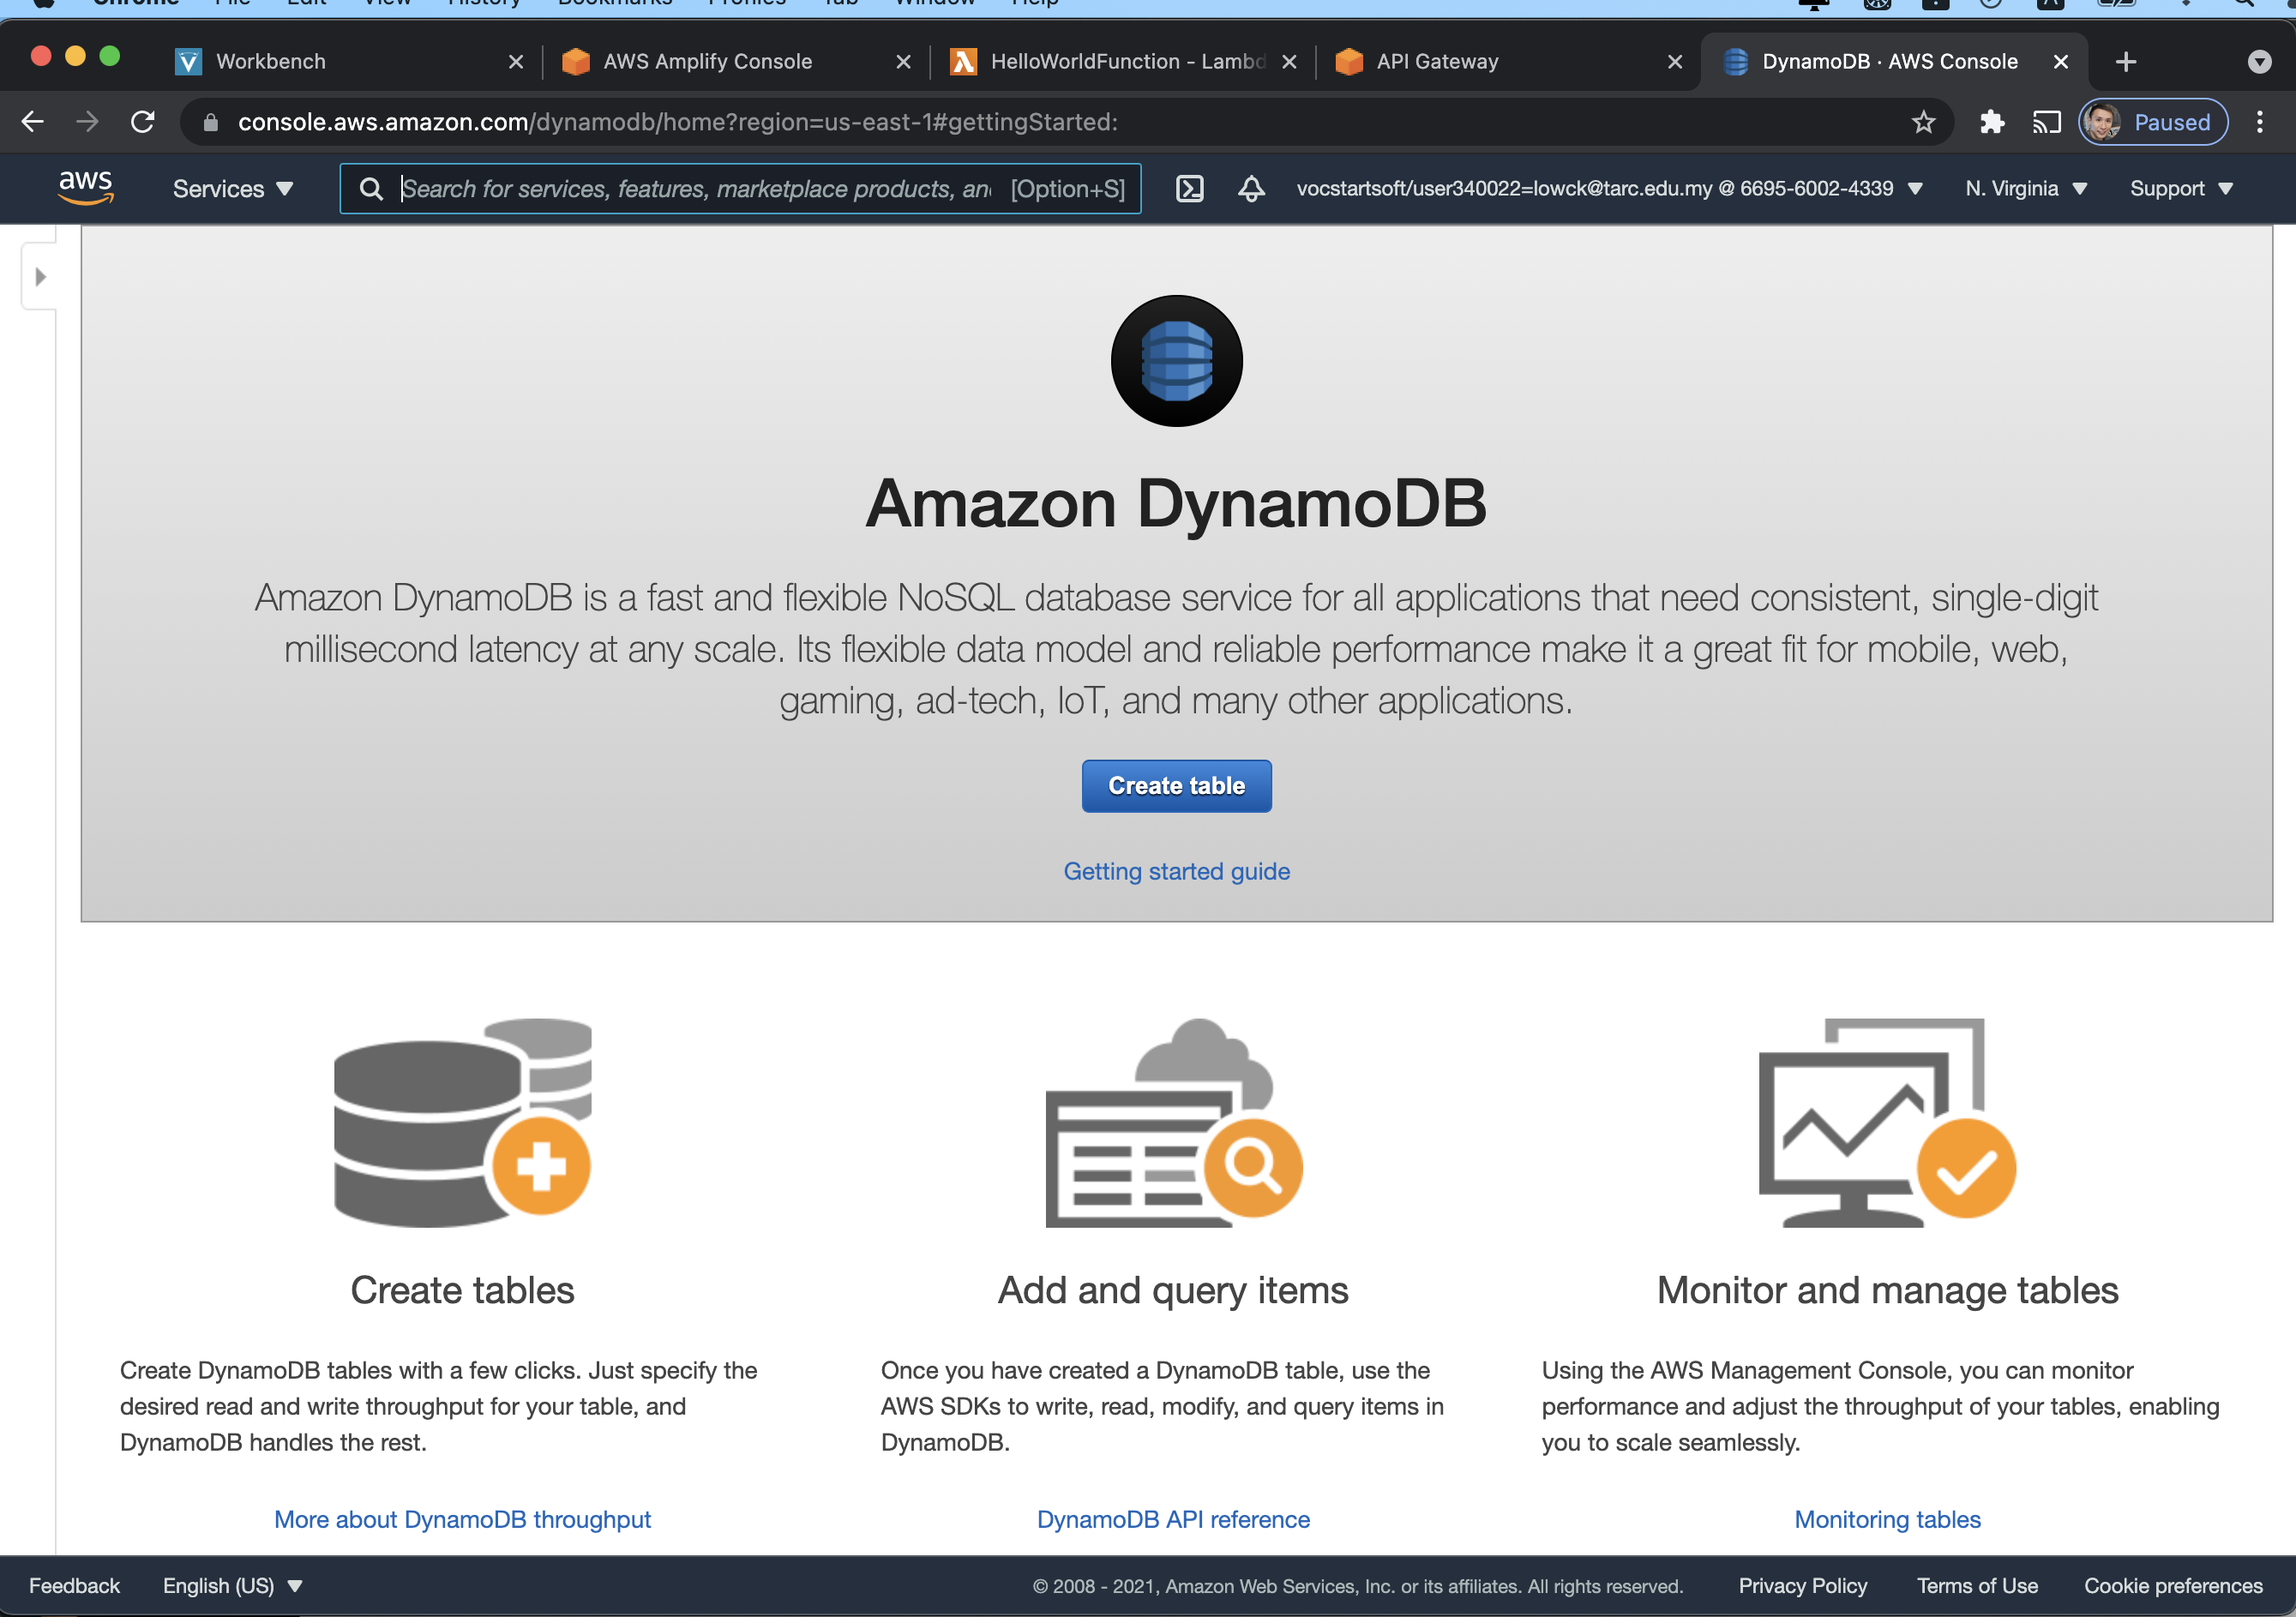 Chrome File Edit View History Bookmarks Profiles Tab Window Help
Workbench
AWS Amplify Console
HelloWorldFunction - Lambd
API Gateway
DynamoDB · AWS Console
console.aws.amazon.com/dynamodb/home?region=us-east-1#gettingStarted:
Paused
aws
Services
Search for services, features, marketplace products, an
[Option+S]
vocstartsoft/user340022=lowck@tarc.edu.my @ 6695-6002-4339
N. Virginia
Support
Amazon DynamoDB
Amazon DynamoDB is a fast and flexible NoSQL database service for all applications that need consistent, single-digit
millisecond latency at any scale. Its flexible data model and reliable performance make it a great fit for mobile, web,
gaming, ad-tech, IoT, and many other applications.
Create table
Getting started guide
Create tables
Create DynamoDB tables with a few clicks. Just specify the
desired read and write throughput for your table, and
DynamoDB handles the rest.
More about DynamoDB throughput
Add and query items
Once you have created a DynamoDB table, use the
AWS SDKs to write, read, modify, and query items in
DynamoDB.
DynamoDB API reference
Monitor and manage tables
Using the AWS Management Console, you can monitor
performance and adjust the throughput of your tables, enabling
you to scale seamlessly.
Monitoring tables
Feedback
English (US)
© 2008 - 2021, Amazon Web Services, Inc. or its affiliates. All rights reserved.
Privacy Policy
Terms of Use
Cookie preferences